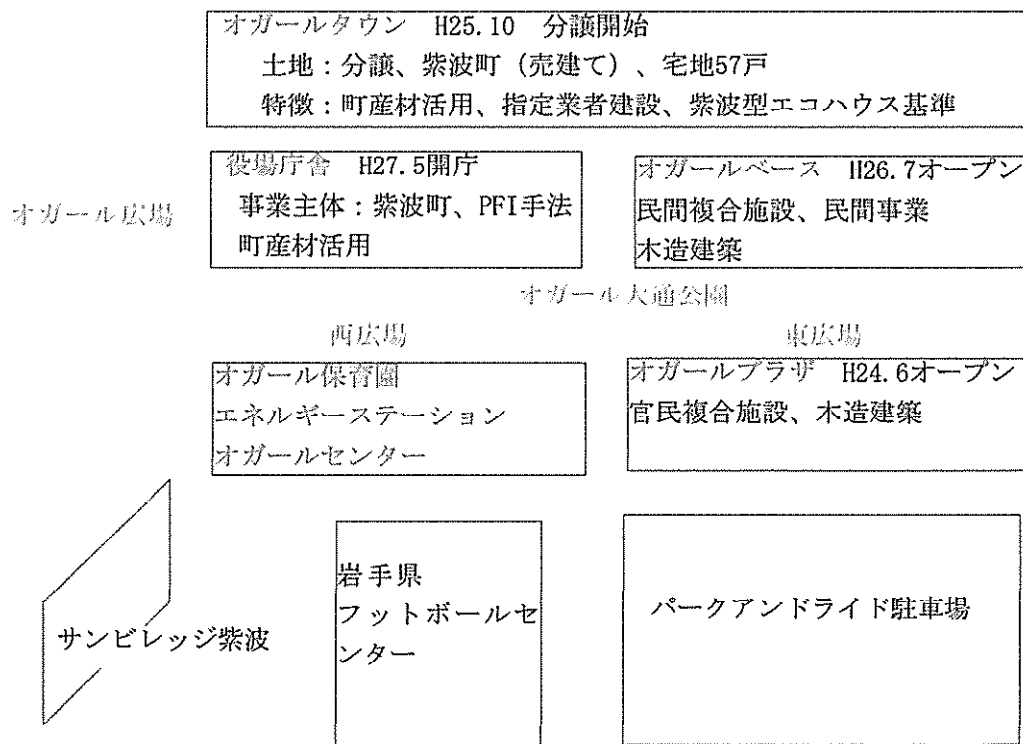 オガールタウン H25.10 分譲開始
土地：分譲、紫波町（売建て）、宅地57戸
特徴：町産材活用、指定業者建設、紫波型エコハウス基準
役場庁舎 H27.5開庁
事業主体：紫波町、PFI手法
町産材活用
オガールベース H26.7オープン
民間複合施設、民間事業
木造建築
オガール広場
オガール大通公園
西広場
東広場
オガール保育園
エネルギーステーション
オガールセンター
オガールプラザ H24.6オープン
官民複合施設、木造建築
サンビレッジ紫波
岩手県
フットボールセ
ンター
パークアンドライド駐車場